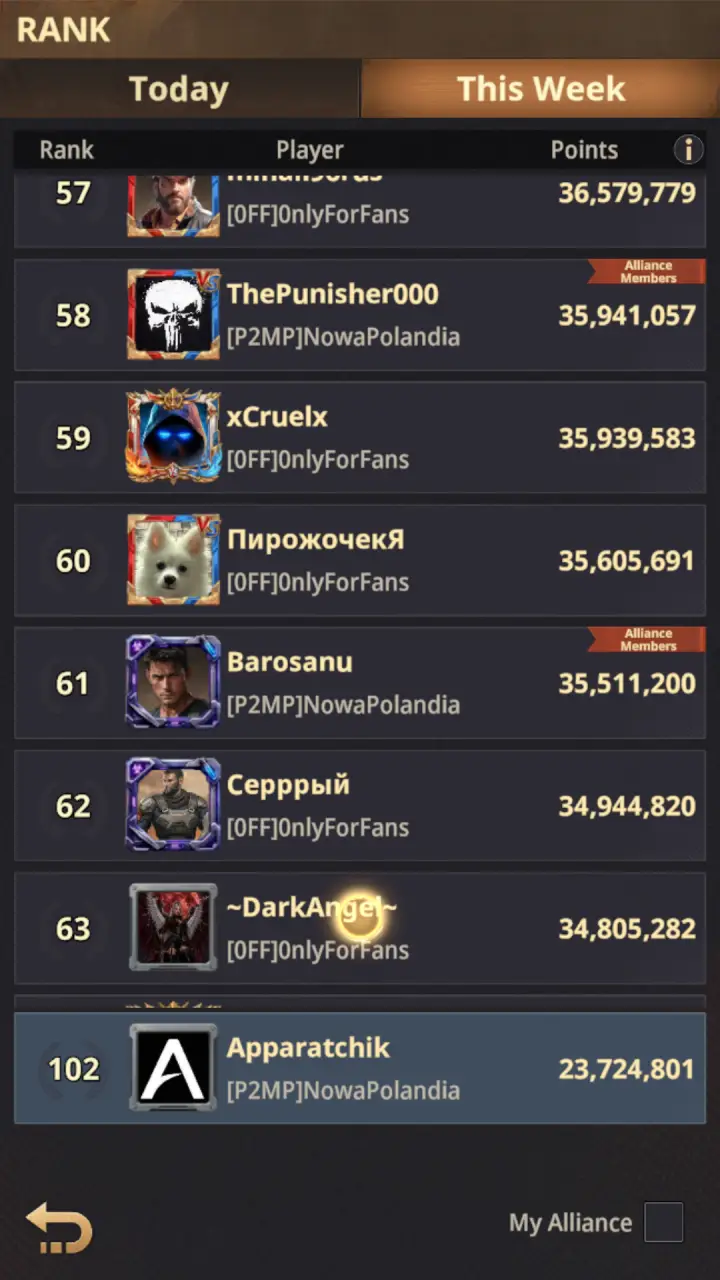 RANK
Today
This Week
Rank
Player
Points
57
36,579,779
[0FF]0nlyForFans
Alliance
Members
58
ThePunisher000
35,941,057
[P2MP]NowaPolandia
59
xCruelx
35,939,583
[0FF]0nlyForFans
60
ПирожочекЯ
35,605,691
[0FF]0nlyForFans
Alliance
Members
61
Barosanu
35,511,200
[P2MP]NowaPolandia
62
Серррый
34,944,820
[0FF]0nlyForFans
63
~DarkAngel~
34,805,282
[0FF]0nlyForFans
102
Apparatchik
23,724,801
[P2MP]NowaPolandia
My Alliance